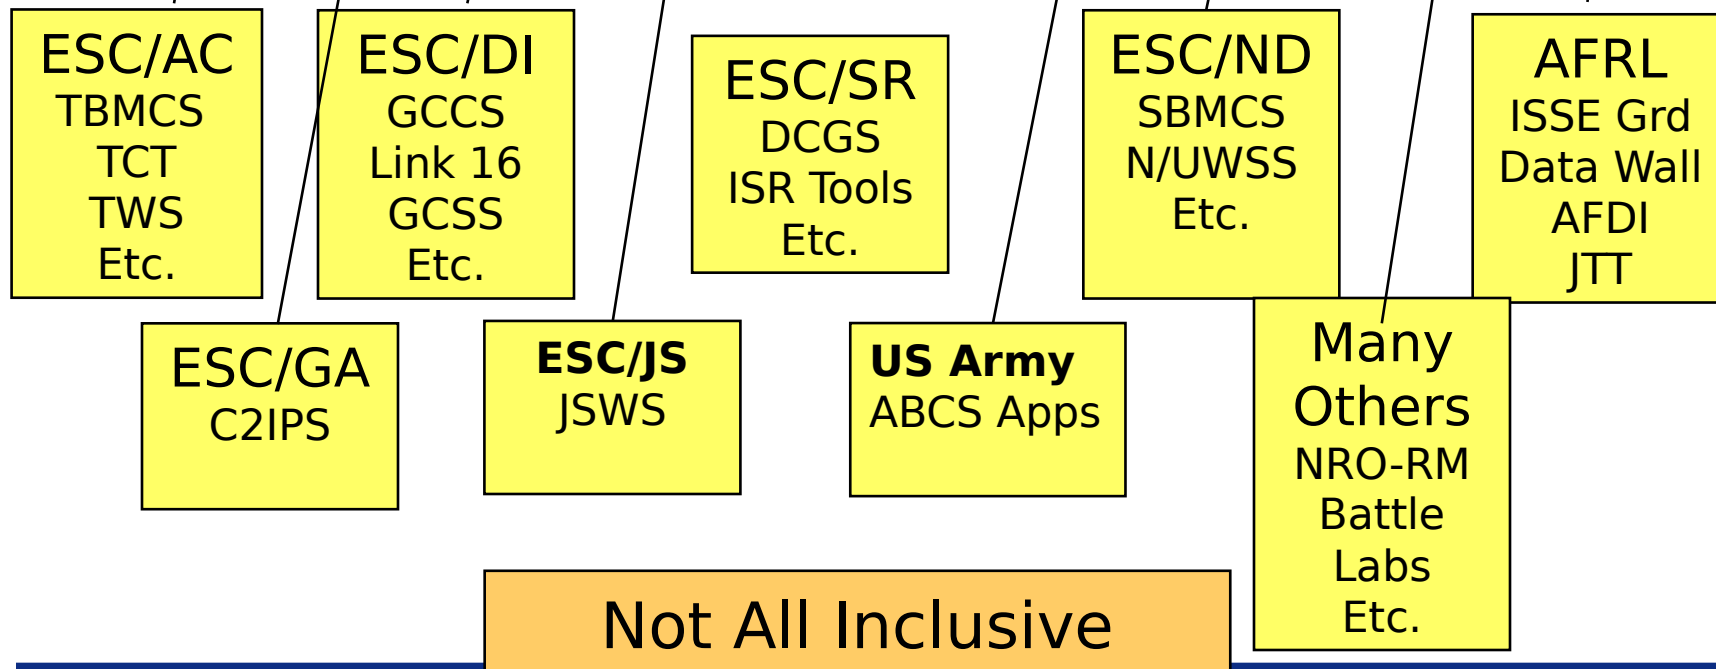 ESC/AC
TBMCS
TCT
TWS
Etc.
ESC/DI
GCCS
Link 16
GCSS
Etc.
ESC/SR
DCGS
ISR Tools
Etc.
ESC/ND
SBMCS
N/UWSS
Etc.
AFRL
ISSE Grd
Data Wall
AFDI
JTT
ESC/GA
C2IPS
ESC/JS
JSWS
US Army
ABCS Apps
Many
Others
NRO-RM
Battle
Labs
Etc.
Not All Inclusive